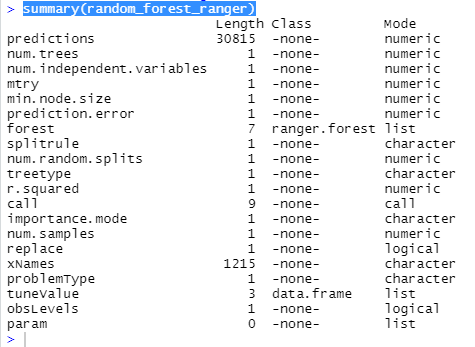 > summary(random_forest_ranger)
Length Class Mode
predictions 30815 -none- numeric
num.trees 1 -none- numeric
num.independent.variables 1 -none- numeric
mtry 1 -none- numeric
min.node.size 1 -none- numeric
prediction.error 1 -none- numeric
forest 7 ranger.forest list
splitrule 1 -none- character
num.random.splits 1 -none- numeric
treetype 1 -none- character
r.squared 1 -none- numeric
call 9 -none- call
importance.mode 1 -none- character
num.samples 1 -none- numeric
replace 1 -none- logical
xNames 1215 -none- character
problemType 1 -none- character
tuneValue 3 data.frame list
obsLevels 1 -none- logical
param 0 -none- list
>